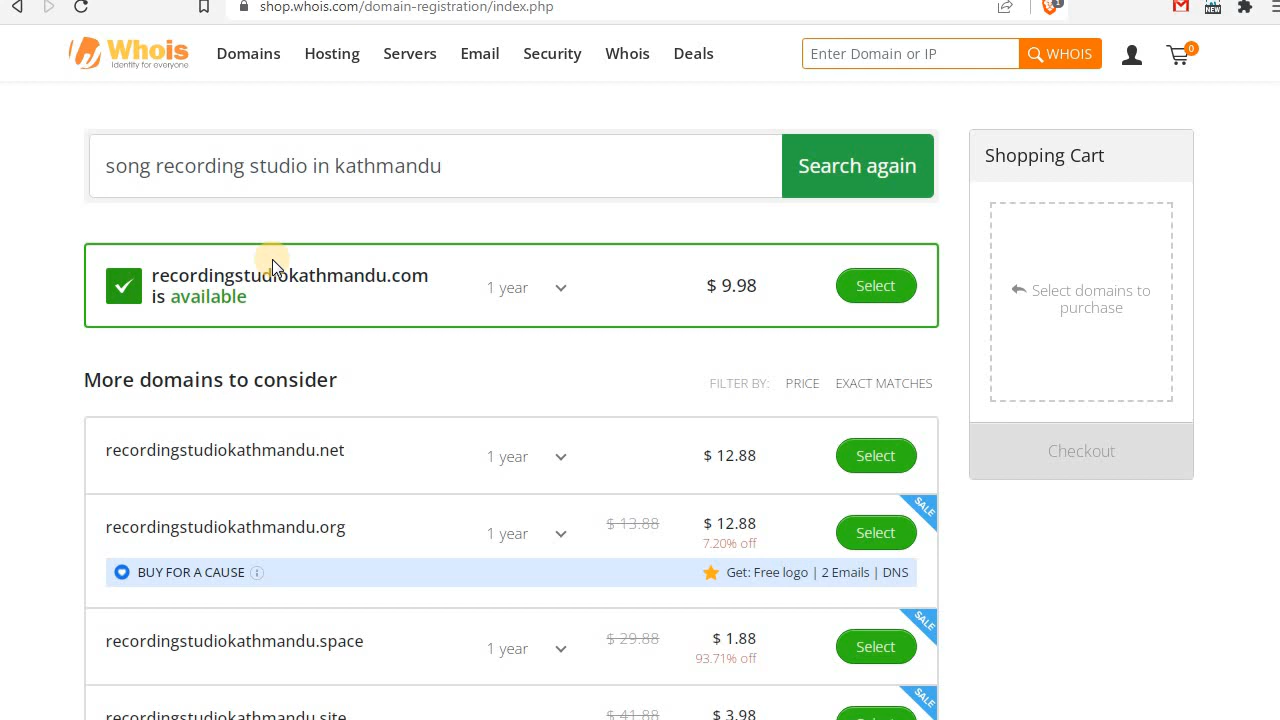 shop.whois.com/domain-registration/index.php
1
NEW
Whois
Identity for everyone
Domains
Hosting
Servers
Email
Security
Whois
Deals
Enter Domain or IP
WHOIS
0
song recording studio in kathmandu
Search again
Shopping Cart
recordingstudiokathmandu.com
is available
1 year
$ 9.98
Select
Select domains to
purchase
Checkout
More domains to consider
FILTER BY:
PRICE
EXACT MATCHES
recordingstudiokathmandu.net
1 year
$ 12.88
Select
SALE
recordingstudiokathmandu.org
1 year
$ 13.88
$ 12.88
7.20% off
Select
BUY FOR A CAUSE
Get: Free logo | 2 Emails | DNS
SALE
recordingstudiokathmandu.space
1 year
$ 29.88
$ 1.88
93.71% off
Select
SALE
recordingstudiokathmandu.site
$ 41.88
$ 3.98